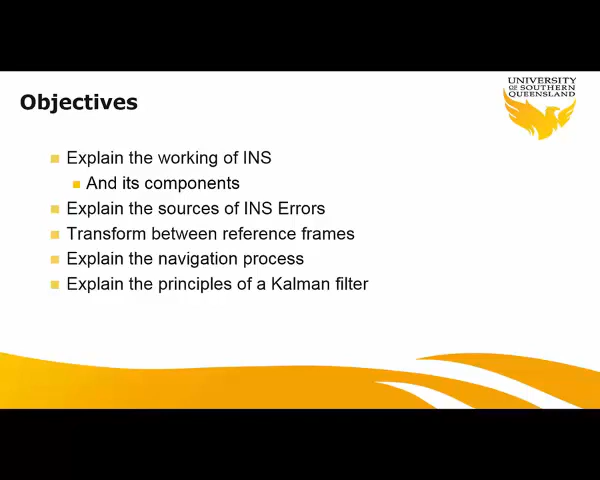 UNIVERSITY
OF SOUTHERN
QUEENSLAND
Objectives
Explain the working of INS
And its components
Explain the sources of INS Errors
Transform between reference frames
Explain the navigation process
Explain the principles of a Kalman filter